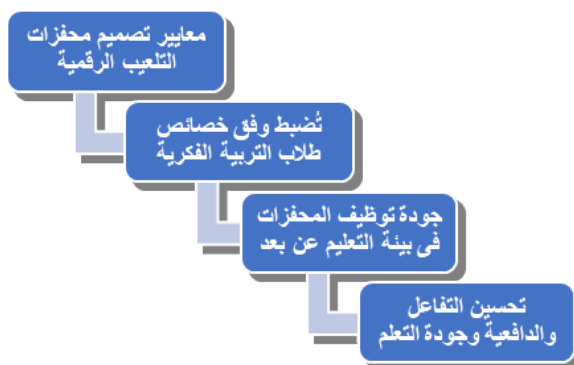 معايير تصميم محفزات
التلعيب الرقمية
تُضبط وفق خصائص
طلاب التربية الفكرية
جودة توظيف المحفزات
فى بيئة التعليم عن بعد
تحسين التفاعل
والدافعية وجودة التعلم